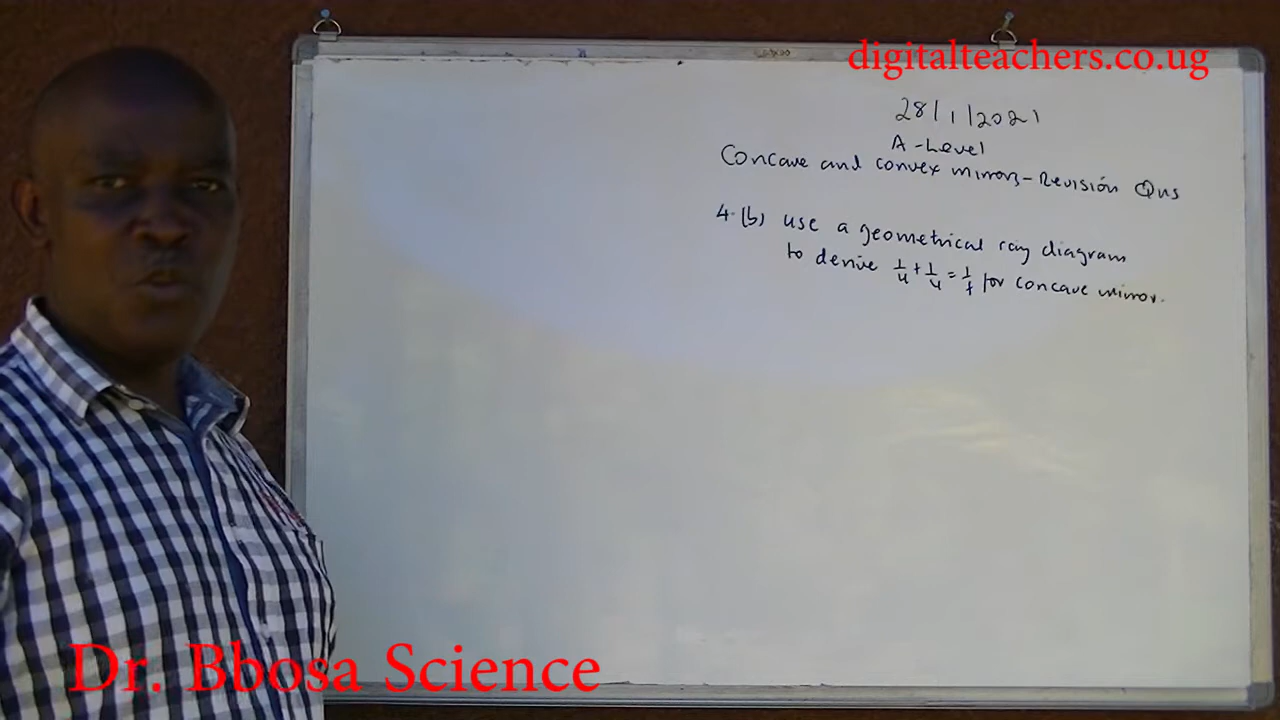 digitalteachers.co.ug
28/1/2021
A-Level
Concave and convex mirrors-Revision Qns
4.(b) use a geometrical ray diagram
to derive 1/u + 1/u = 1/f for concave mirror.
Dr. Bbosa Science